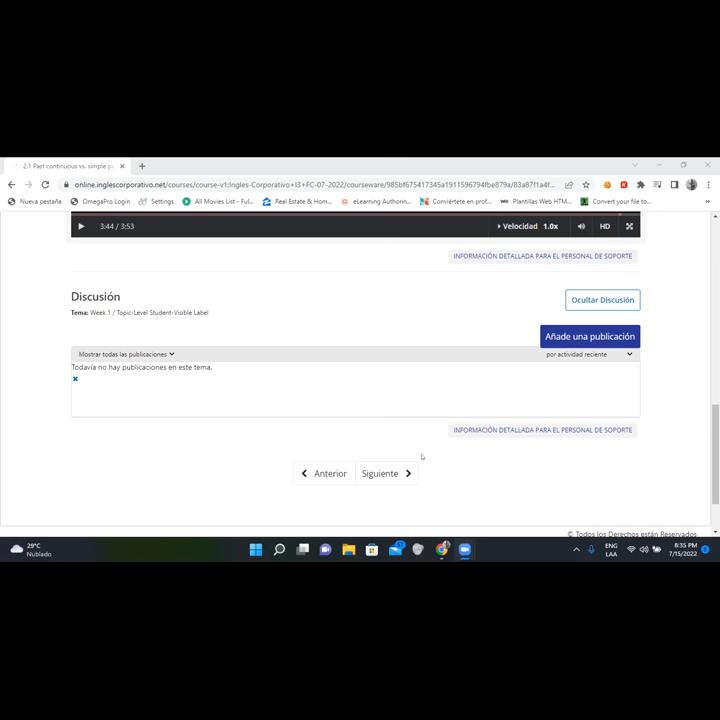 2.1 Past continuous vs. simple p
online.inglescorporativo.net/courses/course-v1:Ingles-Corporativo+I3+FC-07-2022/courseware/985bf675417345a1911596794fbe879a/83a87f1a4f...
Nueva pestaña
OmegaPro Login
Settings
All Movies List - Ful...
Real Estate & Hom...
eLearning Authorin...
Conviértete en prof...
Plantillas Web HTM...
Convert your file to...
3:44 / 3:53
Velocidad 1.0x
HD
INFORMACIÓN DETALLADA PARA EL PERSONAL DE SOPORTE
Discusión
Ocultar Discusión
Tema: Week 1 / Topic-Level Student-Visible Label
Añade una publicación
Mostrar todas las publicaciones
por actividad reciente
Todavía no hay publicaciones en este tema.
INFORMACIÓN DETALLADA PARA EL PERSONAL DE SOPORTE
Anterior
Siguiente
© Todos los Derechos están Reservados
29°C
Nublado
ENG
LAA
8:35 PM
7/15/2022